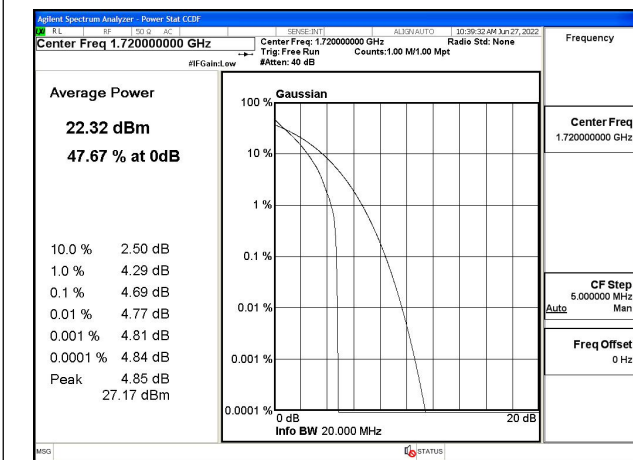 Agilent Spectrum Analyzer - Power Stat CCDF
LXI RL RF 50 Ω AC SENSE:INT ALIGN AUTO 10:39:32 AM Jun 27, 2022
Center Freq 1.720000000 GHz
Center Freq: 1.720000000 GHz Radio Std: None
Trig: Free Run Counts:1.00 M/1.00 Mpt
#IFGain:Low #Atten: 40 dB
Frequency
Average Power
22.32 dBm
47.67 % at 0dB
10.0 % 2.50 dB
1.0 % 4.29 dB
0.1 % 4.69 dB
0.01 % 4.77 dB
0.001 % 4.81 dB
0.0001 % 4.84 dB
Peak 4.85 dB
27.17 dBm
Gaussian
100 %
10 %
1 %
0.1 %
0.01 %
0.001 %
0.0001 %
0 dB 20 dB
Info BW 20.000 MHz
Center Freq
1.720000000 GHz
CF Step
5.000000 MHz
Auto Man
Freq Offset
0 Hz
MSG STATUS